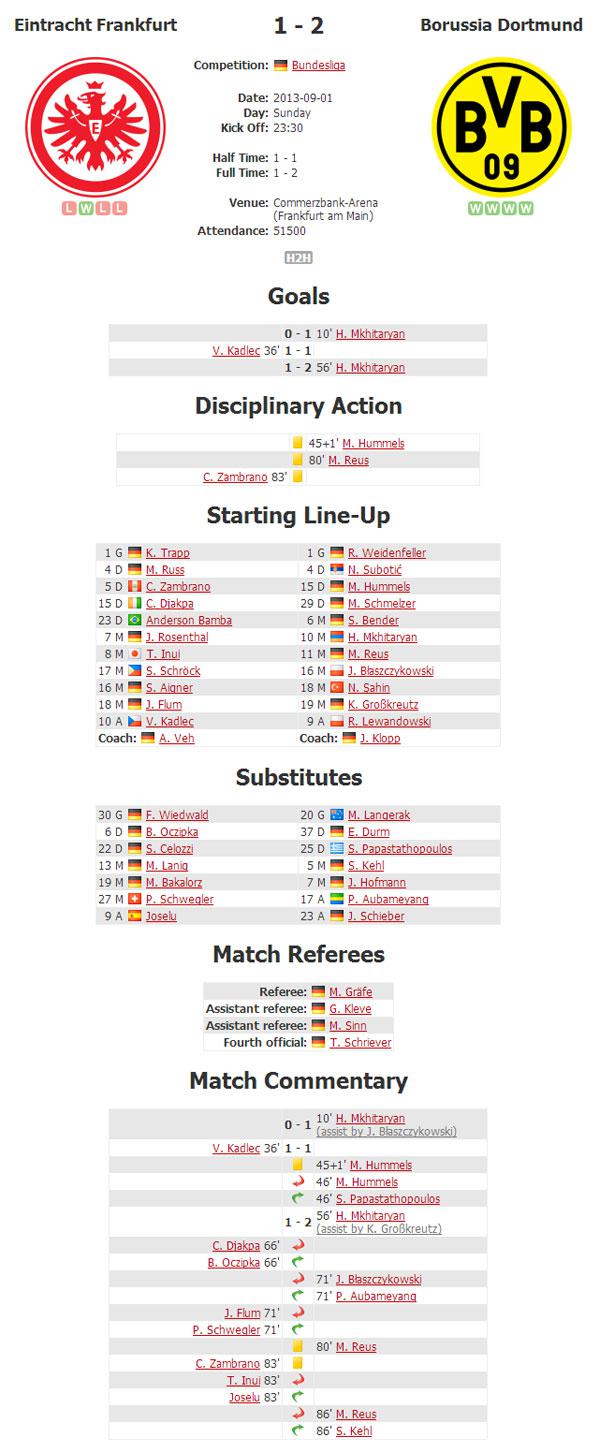 Eintracht Frankfurt 1 - 2 Borussia Dortmund
Competition: Bundesliga
Date: 2013-09-01
Day: Sunday
Kick Off: 23:30
Half Time: 1 - 1
Full Time: 1 - 2
Venue: Commerzbank-Arena
(Frankfurt am Main)
Attendance: 51500
E
BVB
09
L W L L
W W W W
H2H
Goals
0 - 1 10' H. Mkhitaryan
V. Kadlec 36' 1 - 1
1 - 2 56' H. Mkhitaryan
Disciplinary Action
45+1' M. Hummels
80' M. Reus
C. Zambrano 83'
Starting Line-Up
1 G K. Trapp 1 G R. Weidenfeller
4 D M. Russ 4 D N. Subotić
5 D C. Zambrano 15 D M. Hummels
15 D C. Djakpa 29 D M. Schmelzer
23 D Anderson Bamba 6 M S. Bender
7 M J. Rosenthal 10 M H. Mkhitaryan
8 M T. Inui 11 M M. Reus
17 M S. Schröck 16 M J. Błaszczykowski
16 M S. Aigner 18 M N. Sahin
18 M J. Flum 19 M K. Großkreutz
10 A V. Kadlec 9 A R. Lewandowski
Coach: A. Veh Coach: J. Klopp
Substitutes
30 G F. Wiedwald 20 G M. Langerak
6 D B. Oczipka 37 D E. Durm
22 D S. Celozzi 25 D S. Papastathopoulos
13 M M. Lanig 5 M S. Kehl
19 M M. Bakalorz 7 M J. Hofmann
27 M P. Schwegler 17 A P. Aubameyang
9 A Joselu 23 A J. Schieber
Match Referees
Referee: M. Gräfe
Assistant referee: G. Kleve
Assistant referee: M. Sinn
Fourth official: T. Schriever
Match Commentary
0 - 1 10' H. Mkhitaryan
(assist by J. Błaszczykowski)
V. Kadlec 36' 1 - 1
45+1' M. Hummels
46' M. Hummels
46' S. Papastathopoulos
1 - 2 56' H. Mkhitaryan
(assist by K. Großkreutz)
C. Djakpa 66'
B. Oczipka 66'
71' J. Błaszczykowski
71' P. Aubameyang
J. Flum 71'
P. Schwegler 71'
80' M. Reus
C. Zambrano 83'
T. Inui 83'
Joselu 83'
86' M. Reus
86' S. Kehl